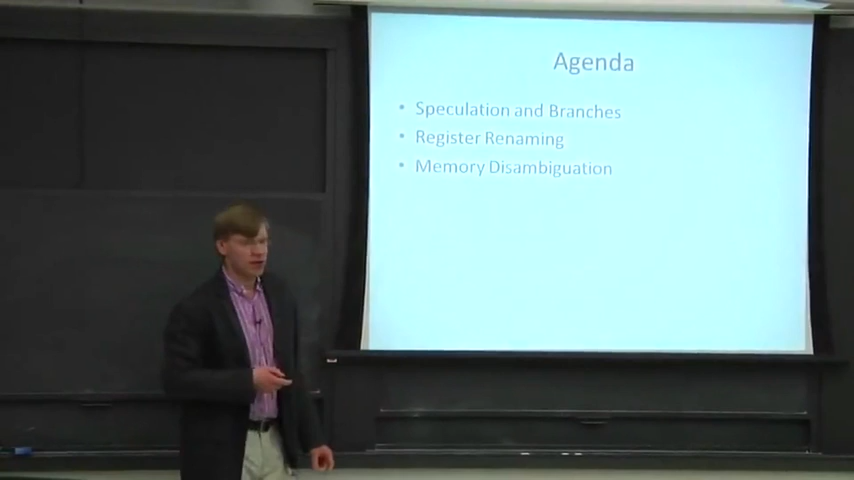 Agenda
• Speculation and Branches
• Register Renaming
• Memory Disambiguation